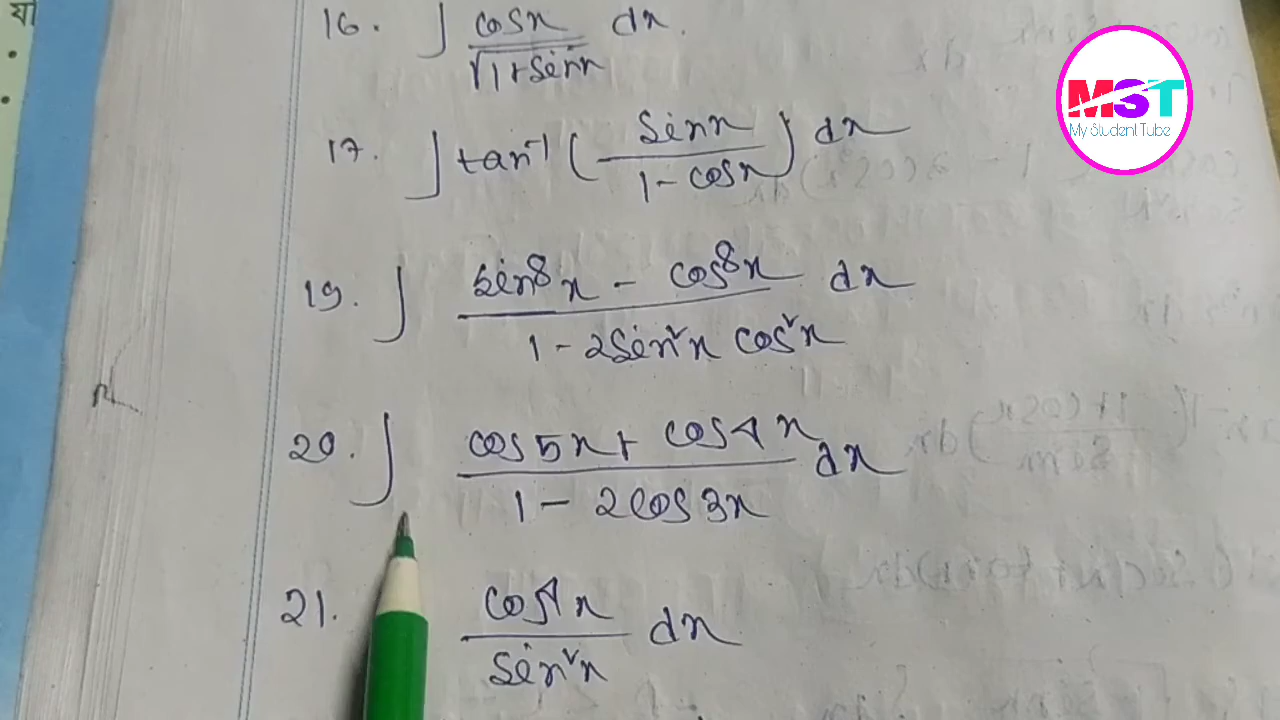 যা
16. ∫ cosx / √1+sinx dx.
MST
My Student Tube
17. ∫ tan⁻¹ ( sinx / 1 - cosx ) dx
19. ∫ sin⁸x - cos⁸x / 1 - 2sin²x cos²x dx
20. ∫ cos5x + cos4x / 1 - 2cos3x dx
21. cos⁴x / sin²x dx